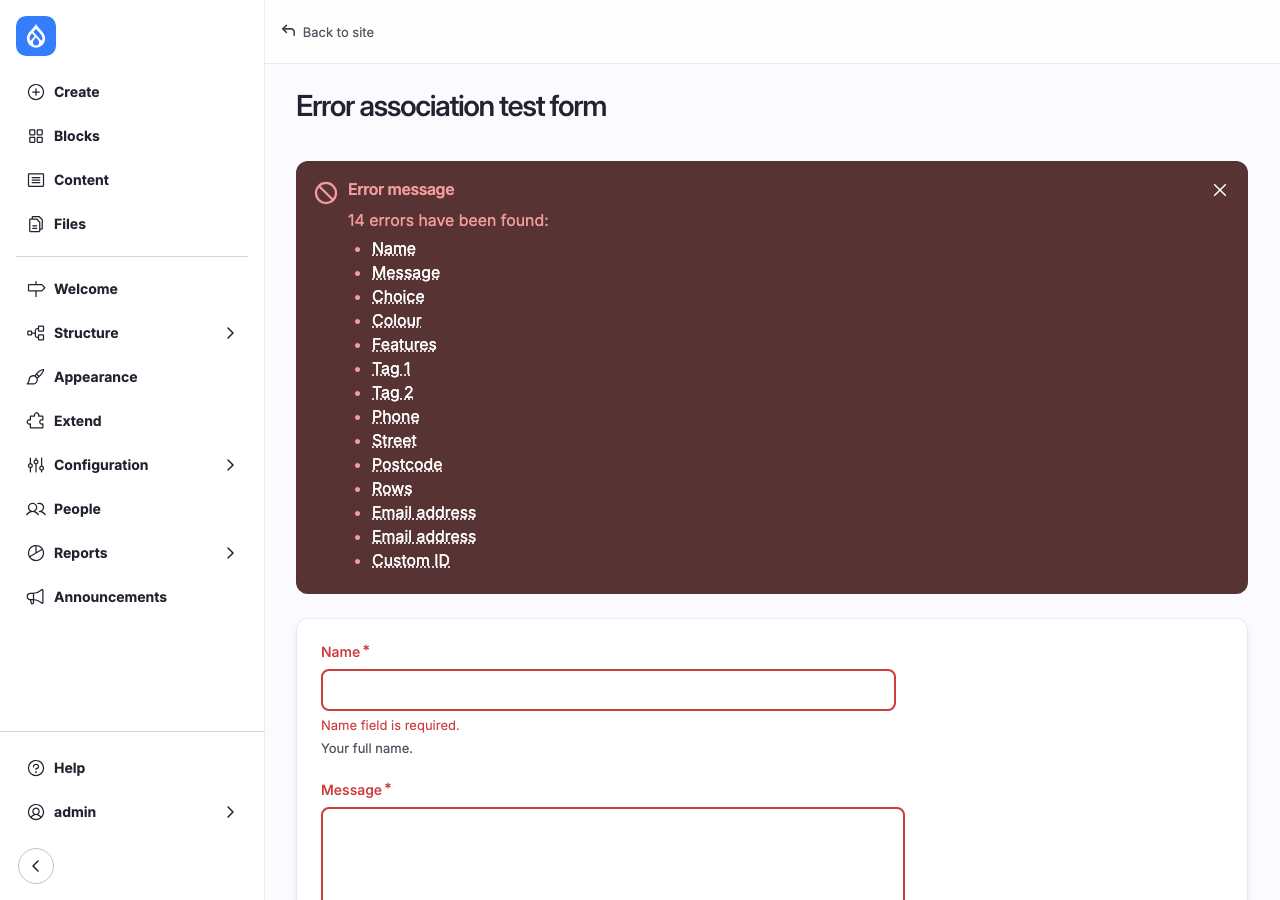 Back to site
Create
Blocks
Content
Files
Welcome
Structure
Appearance
Extend
Configuration
People
Reports
Announcements
Help
admin
Error association test form
Error message
14 errors have been found:
Name
Message
Choice
Colour
Features
Tag 1
Tag 2
Phone
Street
Postcode
Rows
Email address
Email address
Custom ID
Name *
Name field is required.
Your full name.
Message *